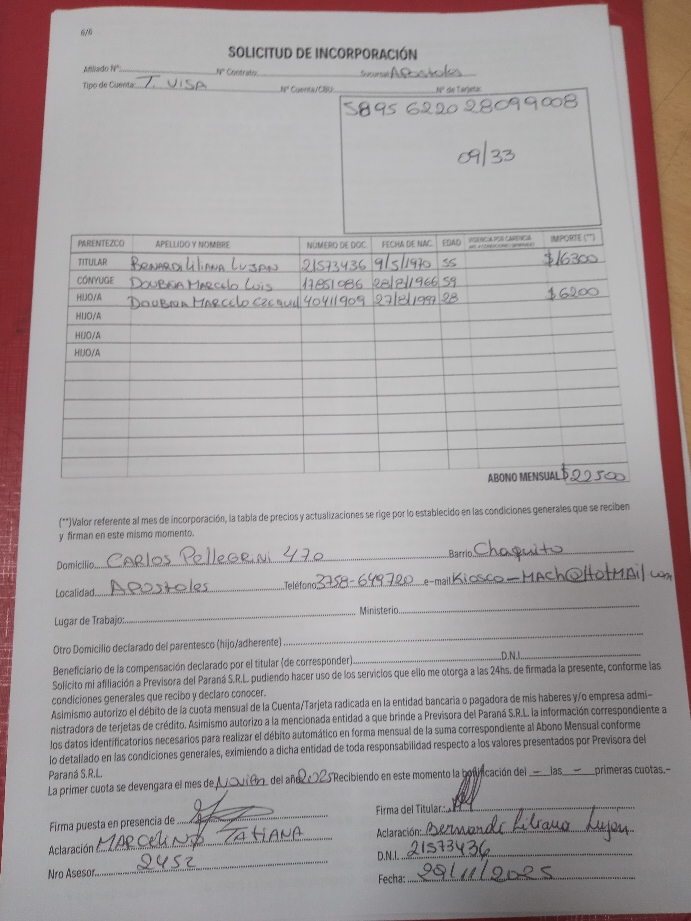 6/6
SOLICITUD DE INCORPORACIÓN
Afiliado Nº: Nº Contrato: Sucursal Apostoles
Tipo de Cuenta: T. VISA Nº Cuenta/CBU: Nº de Tarjeta:
5895 6220 28099008
09/33
PARENTEZCO APELLIDO Y NOMBRE NÚMERO DE DOC. FECHA DE NAC. EDAD IMPORTE (**)
TITULAR BENARDI LILIANA LUJAN 21573436 9/5/1970 55 $16300
CÓNYUGE DOUBÑA MARCELO LUIS 17851086 28/8/1966 59
HIJO/A DOUBÑA MARCELO 40411909 27/8/1997 28 $6200
HIJO/A
HIJO/A
HIJO/A
ABONO MENSUAL $22500
(**)Valor referente al mes de incorporación, la tabla de precios y actualizaciones se rige por lo establecido en las condiciones generales que se reciben
y firman en este mismo momento.
Domicilio CARLOS PELLEGRINI 470 Barrio Chaquito
Localidad APOSTOLES Teléfono 3758-649720 e-mail KIOSCO-MACH@HOTMAIL.com
Lugar de Trabajo: Ministerio
Otro Domicilio declarado del parentesco (hijo/adherente)
Beneficiario de la compensación declarado por el titular (de corresponder) D.N.I.
Solicito mi afiliación a Previsora del Paraná S.R.L. pudiendo hacer uso de los servicios que ello me otorga a las 24hs. de firmada la presente, conforme las
condiciones generales que recibo y declaro conocer.
Asimismo autorizo el débito de la cuota mensual de la Cuenta/Tarjeta radicada en la entidad bancaria o pagadora de mis haberes y/o empresa admi-
nistradora de terjetas de crédito. Asimismo autorizo a la mencionada entidad a que brinde a Previsora del Paraná S.R.L. la información correspondiente a
los datos identificatorios necesarios para realizar el débito automático en forma mensual de la suma correspondiente al Abono Mensual conforme
lo detallado en las condiciones generales, eximiendo a dicha entidad de toda responsabilidad respecto a los valores presentados por Previsora del
Paraná S.R.L.
La primer cuota se devengara el mes de del año 2025 Recibiendo en este momento la bonificación del - las - primeras cuotas.-
Firma puesta en presencia de Firma del Titular:
Aclaración MARCELINO TATIANA Aclaración: Bernardi Liliana Lujan
Nro Asesor 2452 D.N.I. 21573436
Fecha: 29/11/2025